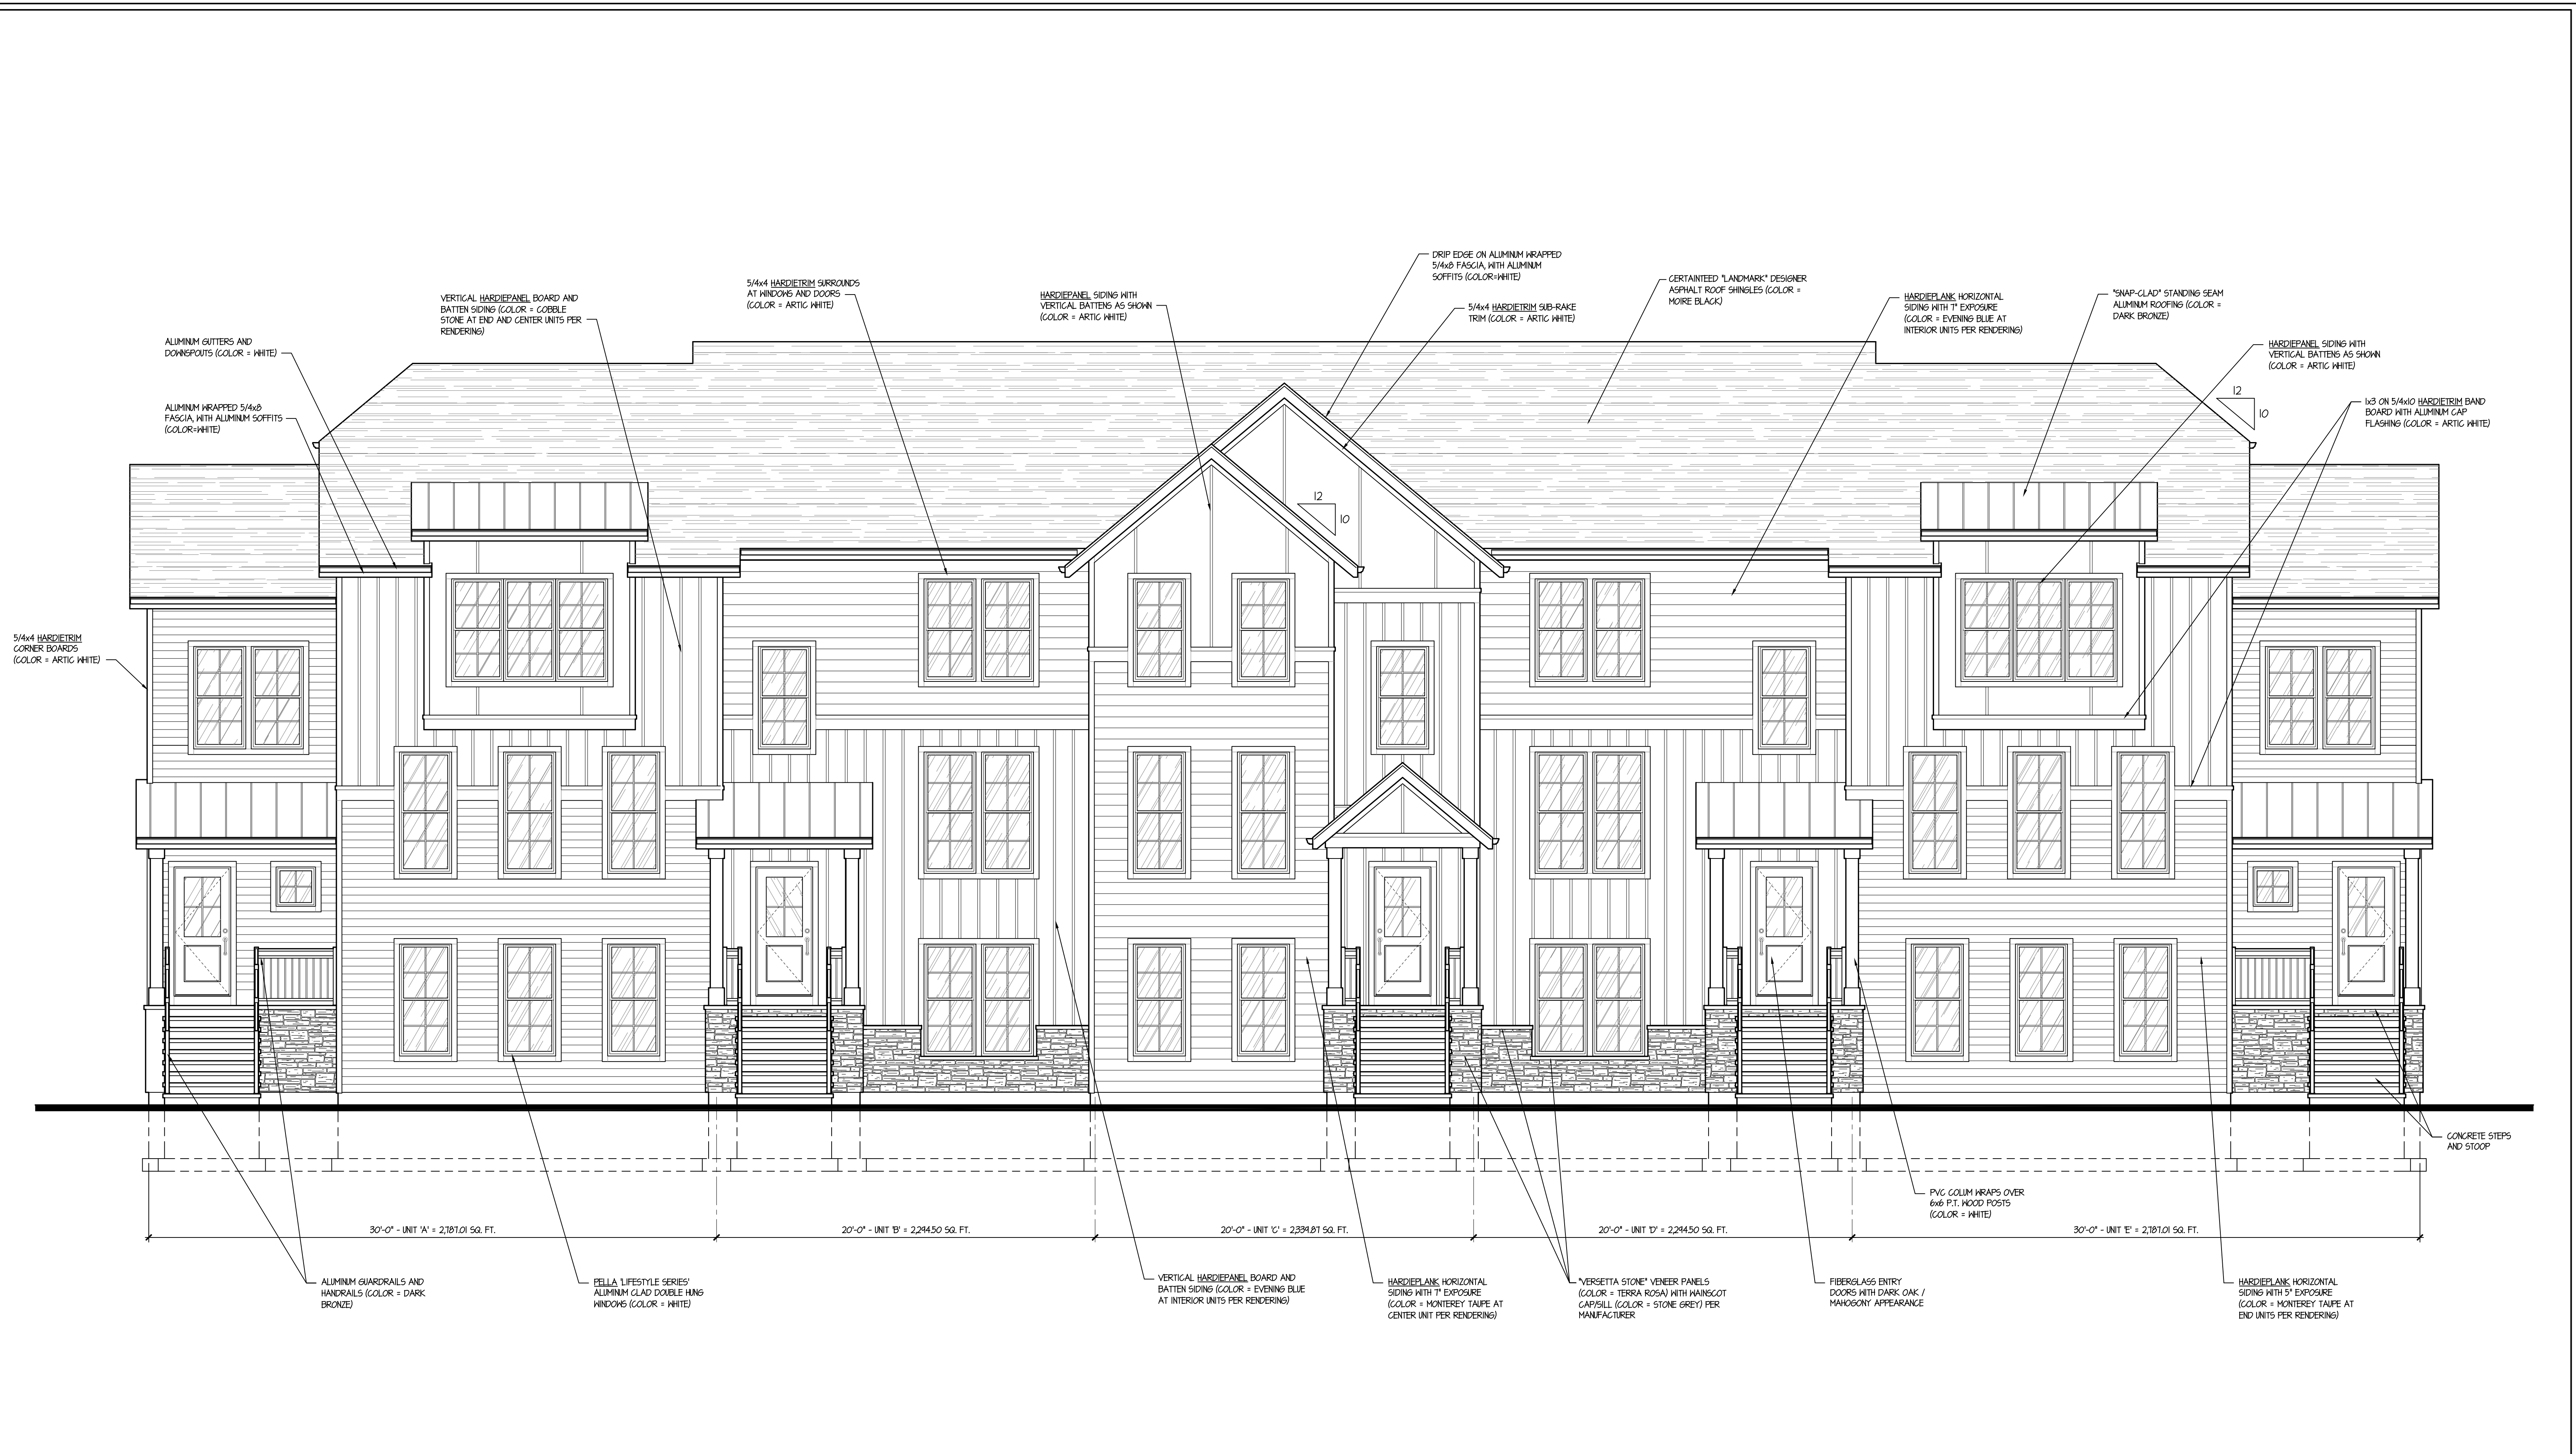 DRIP EDGE ON ALUMINUM WRAPPED
5/4x8 FASCIA, WITH ALUMINUM
SOFFITS (COLOR=WHITE)
5/4x4 HARDIETRIM SURROUNDS
AT WINDOWS AND DOORS
(COLOR = ARTIC WHITE)
CERTAINTEED "LANDMARK" DESIGNER
ASPHALT ROOF SHINGLES (COLOR =
MOIRE BLACK)
VERTICAL HARDIEPANEL BOARD AND
BATTEN SIDING (COLOR = COBBLE
STONE AT END AND CENTER UNITS PER
RENDERING)
HARDIEPANEL SIDING WITH
VERTICAL BATTENS AS SHOWN
(COLOR = ARTIC WHITE)
5/4x4 HARDIETRIM SUB-RAKE
TRIM (COLOR = ARTIC WHITE)
HARDIEPLANK HORIZONTAL
SIDING WITH 7" EXPOSURE
(COLOR = EVENING BLUE AT
INTERIOR UNITS PER RENDERING)
"SNAP-CLAD" STANDING SEAM
ALUMINUM ROOFING (COLOR =
DARK BRONZE)
ALUMINUM GUTTERS AND
DOWNSPOUTS (COLOR = WHITE)
HARDIEPANEL SIDING WITH
VERTICAL BATTENS AS SHOWN
(COLOR = ARTIC WHITE)
ALUMINUM WRAPPED 5/4x8
FASCIA, WITH ALUMINUM SOFFITS
(COLOR=WHITE)
12
10
1x3 ON 5/4x10 HARDIETRIM BAND
BOARD WITH ALUMINUM CAP
FLASHING (COLOR = ARTIC WHITE)
12
10
5/4x4 HARDIETRIM
CORNER BOARDS
(COLOR = ARTIC WHITE)
CONCRETE STEPS
AND STOOP
PVC COLUM WRAPS OVER
6x6 P.T. WOOD POSTS
(COLOR = WHITE)
30'-0" - UNIT 'A' = 2,787.01 SQ. FT.
20'-0" - UNIT 'B' = 2,294.50 SQ. FT.
20'-0" - UNIT 'C' = 2,339.87 SQ. FT.
20'-0" - UNIT 'D' = 2,294.50 SQ. FT.
30'-0" - UNIT 'E' = 2,787.01 SQ. FT.
ALUMINUM GUARDRAILS AND
HANDRAILS (COLOR = DARK
BRONZE)
PELLA 'LIFESTYLE SERIES'
ALUMINUM CLAD DOUBLE HUNG
WINDOWS (COLOR = WHITE)
VERTICAL HARDIEPANEL BOARD AND
BATTEN SIDING (COLOR = EVENING BLUE
AT INTERIOR UNITS PER RENDERING)
HARDIEPLANK HORIZONTAL
SIDING WITH 7" EXPOSURE
(COLOR = MONTEREY TAUPE AT
CENTER UNIT PER RENDERING)
"VERSETTA STONE" VENEER PANELS
(COLOR = TERRA ROSA) WITH WAINSCOT
CAP/SILL (COLOR = STONE GREY) PER
MANUFACTURER
FIBERGLASS ENTRY
DOORS WITH DARK OAK /
MAHOGONY APPEARANCE
HARDIEPLANK HORIZONTAL
SIDING WITH 5" EXPOSURE
(COLOR = MONTEREY TAUPE AT
END UNITS PER RENDERING)